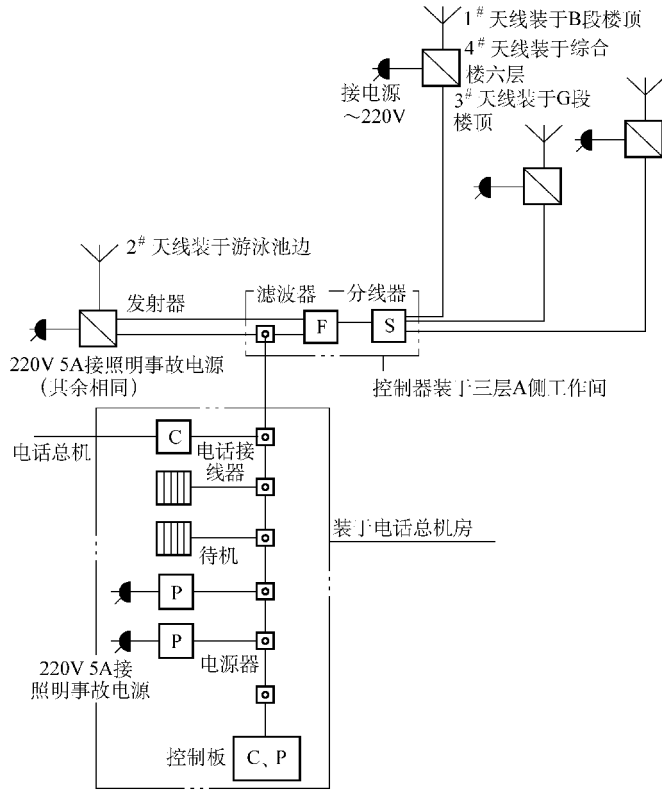 1# 天线装于B段楼顶
4# 天线装于综合
楼六层
接电源
～220V
3# 天线装于G段
楼顶
2# 天线装于游泳池边
发射器
滤波器
分线器
F
S
220V 5A接照明事故电源
（其余相同）
控制器装于三层A侧工作间
电话总机
C
电话接
线器
装于电话总机房
待机
P
P
电源器
220V 5A接
照明事故电源
控制板
C、P